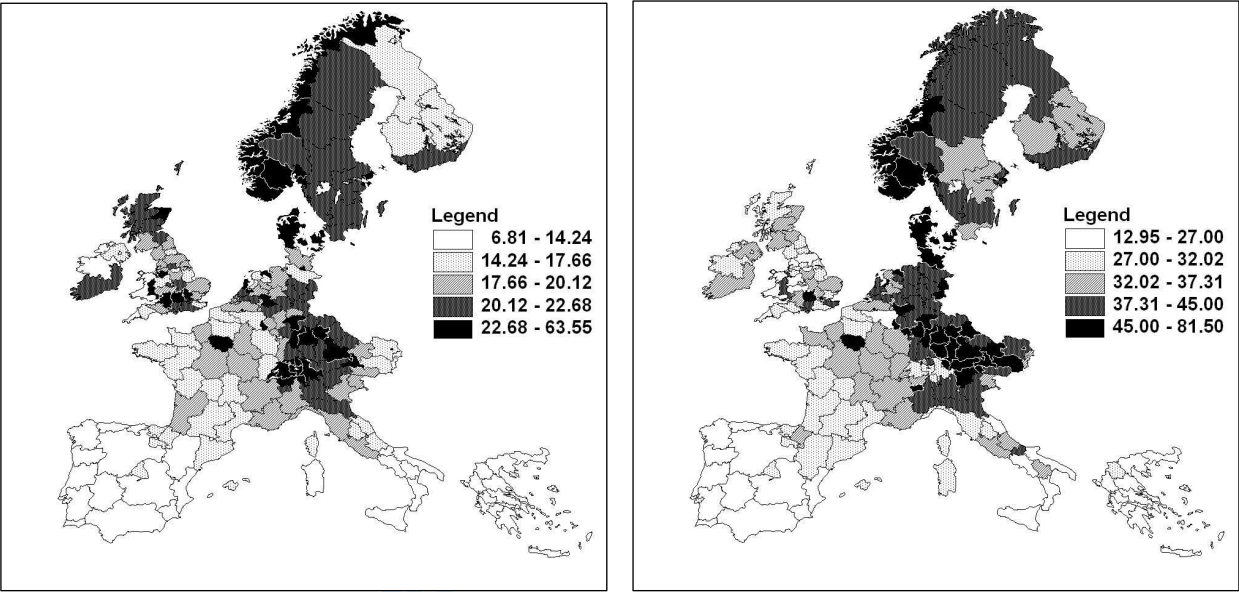 Legend
6.81 - 14.24
14.24 - 17.66
17.66 - 20.12
20.12 - 22.68
22.68 - 63.55
Legend
12.95 - 27.00
27.00 - 32.02
32.02 - 37.31
37.31 - 45.00
45.00 - 81.50